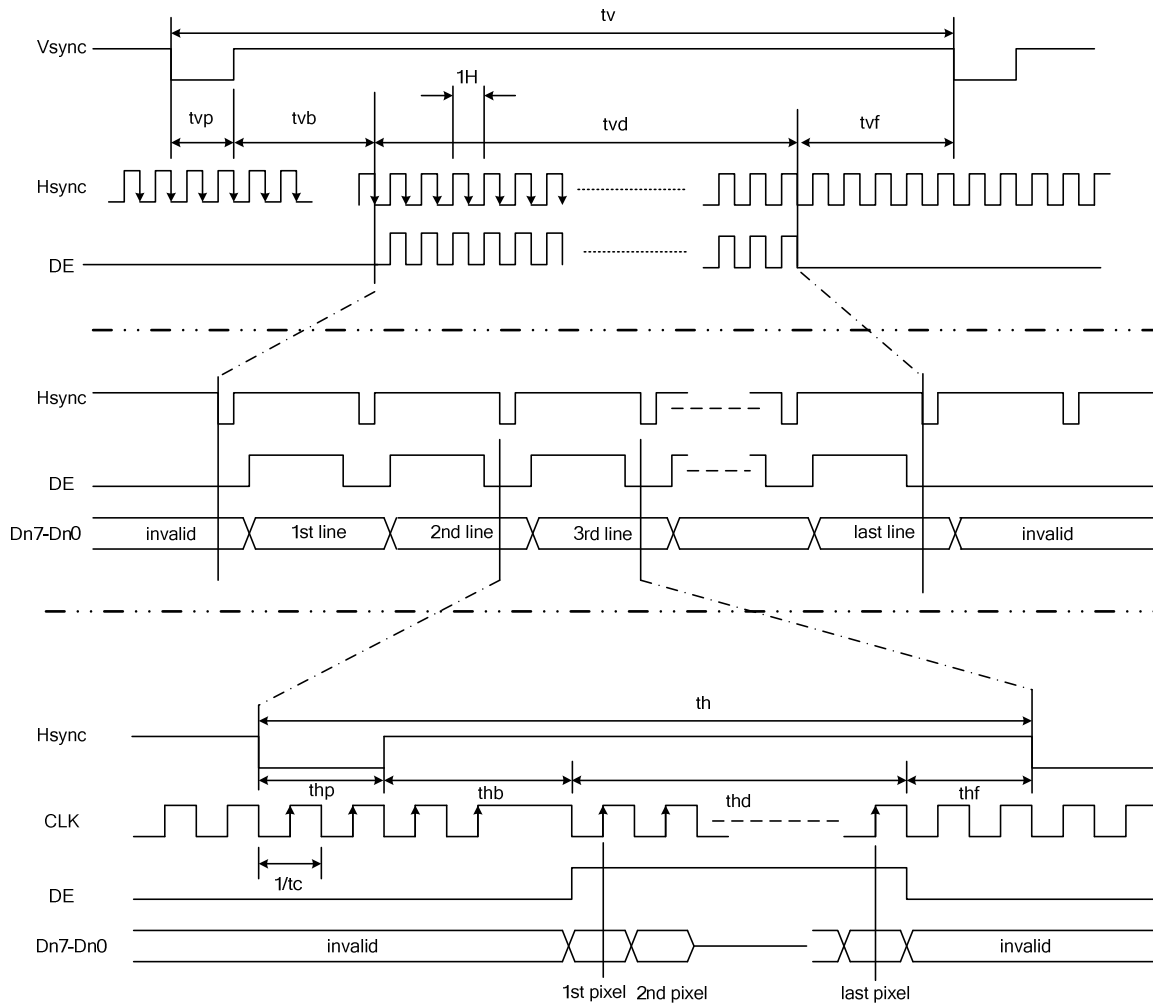 tv
Vsync
1H
tvp
tvb
tvd
tvf
Hsync
DE
Hsync
DE
Dn7-Dn0
invalid
1st line
2nd line
3rd line
last line
invalid
th
Hsync
thp
thb
thd
thf
CLK
1/tc
DE
Dn7-Dn0
invalid
invalid
1st pixel
2nd pixel
last pixel